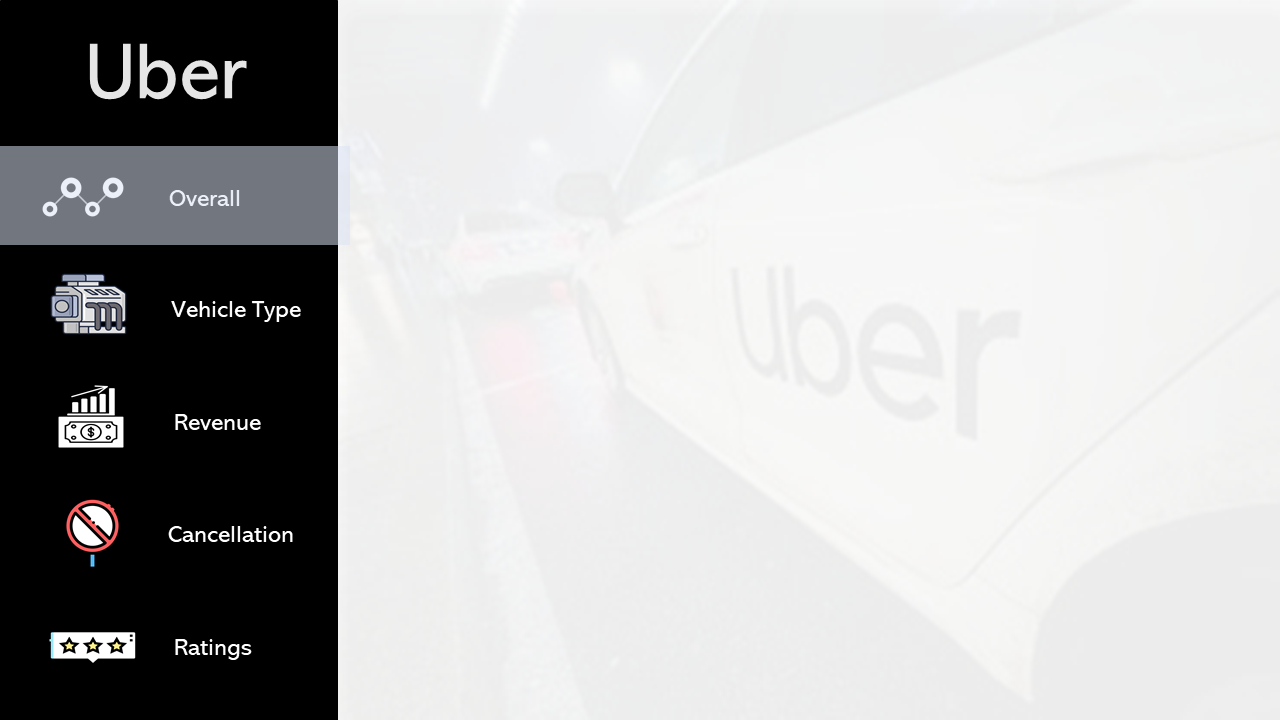 Uber
Overall
Vehicle Type
Revenue
Cancellation
Ratings
Uber